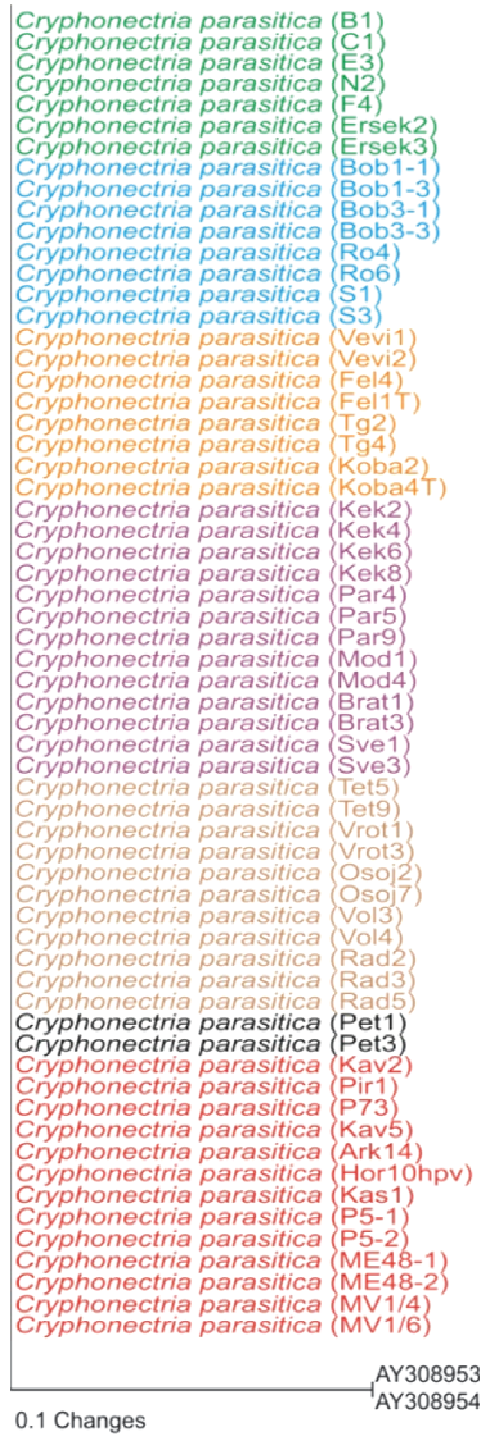 Cryphonectria parasitica (B1)
Cryphonectria parasitica (C1)
Cryphonectria parasitica (E3)
Cryphonectria parasitica (N2)
Cryphonectria parasitica (F4)
Cryphonectria parasitica (Ersek2)
Cryphonectria parasitica (Ersek3)
Cryphonectria parasitica (Bob1-1)
Cryphonectria parasitica (Bob1-3)
Cryphonectria parasitica (Bob3-1)
Cryphonectria parasitica (Bob3-3)
Cryphonectria parasitica (Ro4)
Cryphonectria parasitica (Ro6)
Cryphonectria parasitica (S1)
Cryphonectria parasitica (S3)
Cryphonectria parasitica (Vevi1)
Cryphonectria parasitica (Vevi2)
Cryphonectria parasitica (Fel4)
Cryphonectria parasitica (Fel1T)
Cryphonectria parasitica (Tg2)
Cryphonectria parasitica (Tg4)
Cryphonectria parasitica (Koba2)
Cryphonectria parasitica (Koba4T)
Cryphonectria parasitica (Kek2)
Cryphonectria parasitica (Kek4)
Cryphonectria parasitica (Kek6)
Cryphonectria parasitica (Kek8)
Cryphonectria parasitica (Par4)
Cryphonectria parasitica (Par5)
Cryphonectria parasitica (Par9)
Cryphonectria parasitica (Mod1)
Cryphonectria parasitica (Mod4)
Cryphonectria parasitica (Brat1)
Cryphonectria parasitica (Brat3)
Cryphonectria parasitica (Sve1)
Cryphonectria parasitica (Sve3)
Cryphonectria parasitica (Tet5)
Cryphonectria parasitica (Tet9)
Cryphonectria parasitica (Vrot1)
Cryphonectria parasitica (Vrot3)
Cryphonectria parasitica (Osoj2)
Cryphonectria parasitica (Osoj7)
Cryphonectria parasitica (Vol3)
Cryphonectria parasitica (Vol4)
Cryphonectria parasitica (Rad2)
Cryphonectria parasitica (Rad3)
Cryphonectria parasitica (Rad5)
Cryphonectria parasitica (Pet1)
Cryphonectria parasitica (Pet3)
Cryphonectria parasitica (Kav2)
Cryphonectria parasitica (Pir1)
Cryphonectria parasitica (P73)
Cryphonectria parasitica (Kav5)
Cryphonectria parasitica (Ark14)
Cryphonectria parasitica (Hor10hpv)
Cryphonectria parasitica (Kas1)
Cryphonectria parasitica (P5-1)
Cryphonectria parasitica (P5-2)
Cryphonectria parasitica (ME48-1)
Cryphonectria parasitica (ME48-2)
Cryphonectria parasitica (MV1/4)
Cryphonectria parasitica (MV1/6)
AY308953
AY308954
0.1 Changes